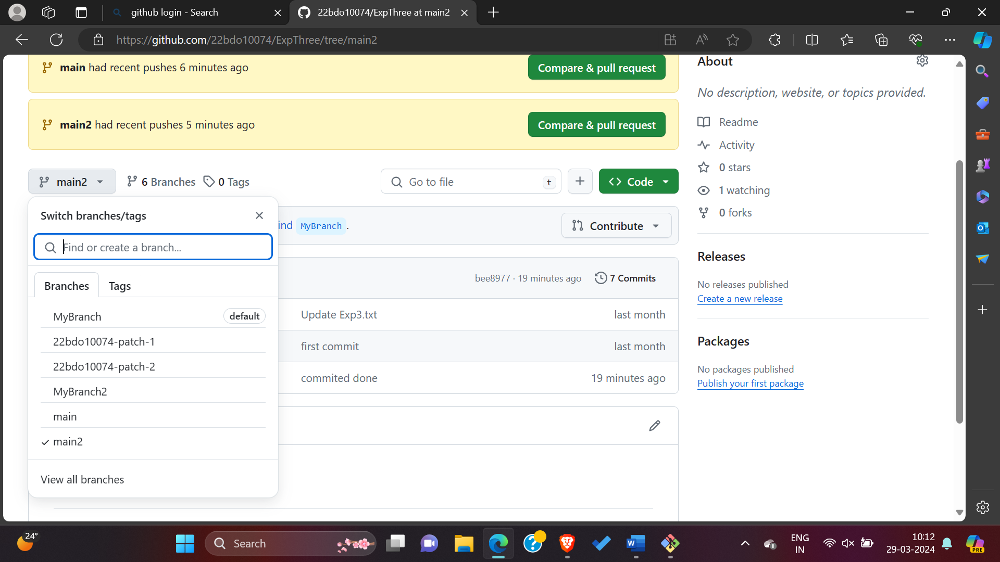 github login - Search
22bdo10074/ExpThree at main2
https://github.com/22bdo10074/ExpThree/tree/main2
main had recent pushes 6 minutes ago
Compare & pull request
main2 had recent pushes 5 minutes ago
Compare & pull request
main2
6 Branches
0 Tags
Go to file
t
Code
Switch branches/tags
Find or create a branch...
Branches
Tags
MyBranch
default
22bdo10074-patch-1
22bdo10074-patch-2
MyBranch2
main
main2
View all branches
ind MyBranch .
Contribute
bee8977 · 19 minutes ago
7 Commits
Update Exp3.txt
last month
first commit
last month
commited done
19 minutes ago
About
No description, website, or topics provided.
Readme
Activity
0 stars
1 watching
0 forks
Releases
No releases published
Create a new release
Packages
No packages published
Publish your first package
24°
Search
ENG
IN
10:12
29-03-2024
PRE